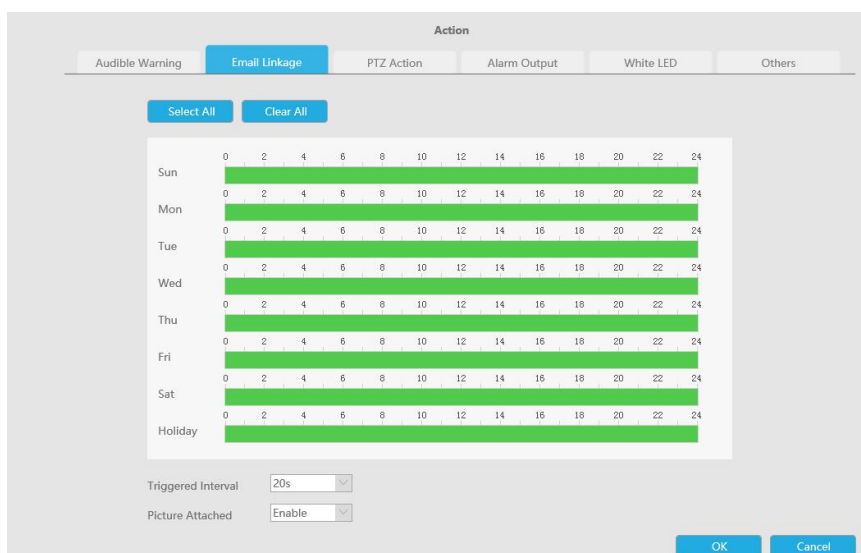 Action
Audible Warning Email Linkage PTZ Action Alarm Output White LED Others
Select All Clear All
0 2 4 6 8 10 12 14 16 18 20 22 24
Sun
0 2 4 6 8 10 12 14 16 18 20 22 24
Mon
0 2 4 6 8 10 12 14 16 18 20 22 24
Tue
0 2 4 6 8 10 12 14 16 18 20 22 24
Wed
0 2 4 6 8 10 12 14 16 18 20 22 24
Thu
0 2 4 6 8 10 12 14 16 18 20 22 24
Fri
0 2 4 6 8 10 12 14 16 18 20 22 24
Sat
0 2 4 6 8 10 12 14 16 18 20 22 24
Holiday
Triggered Interval 20s
Picture Attached Enable
OK Cancel